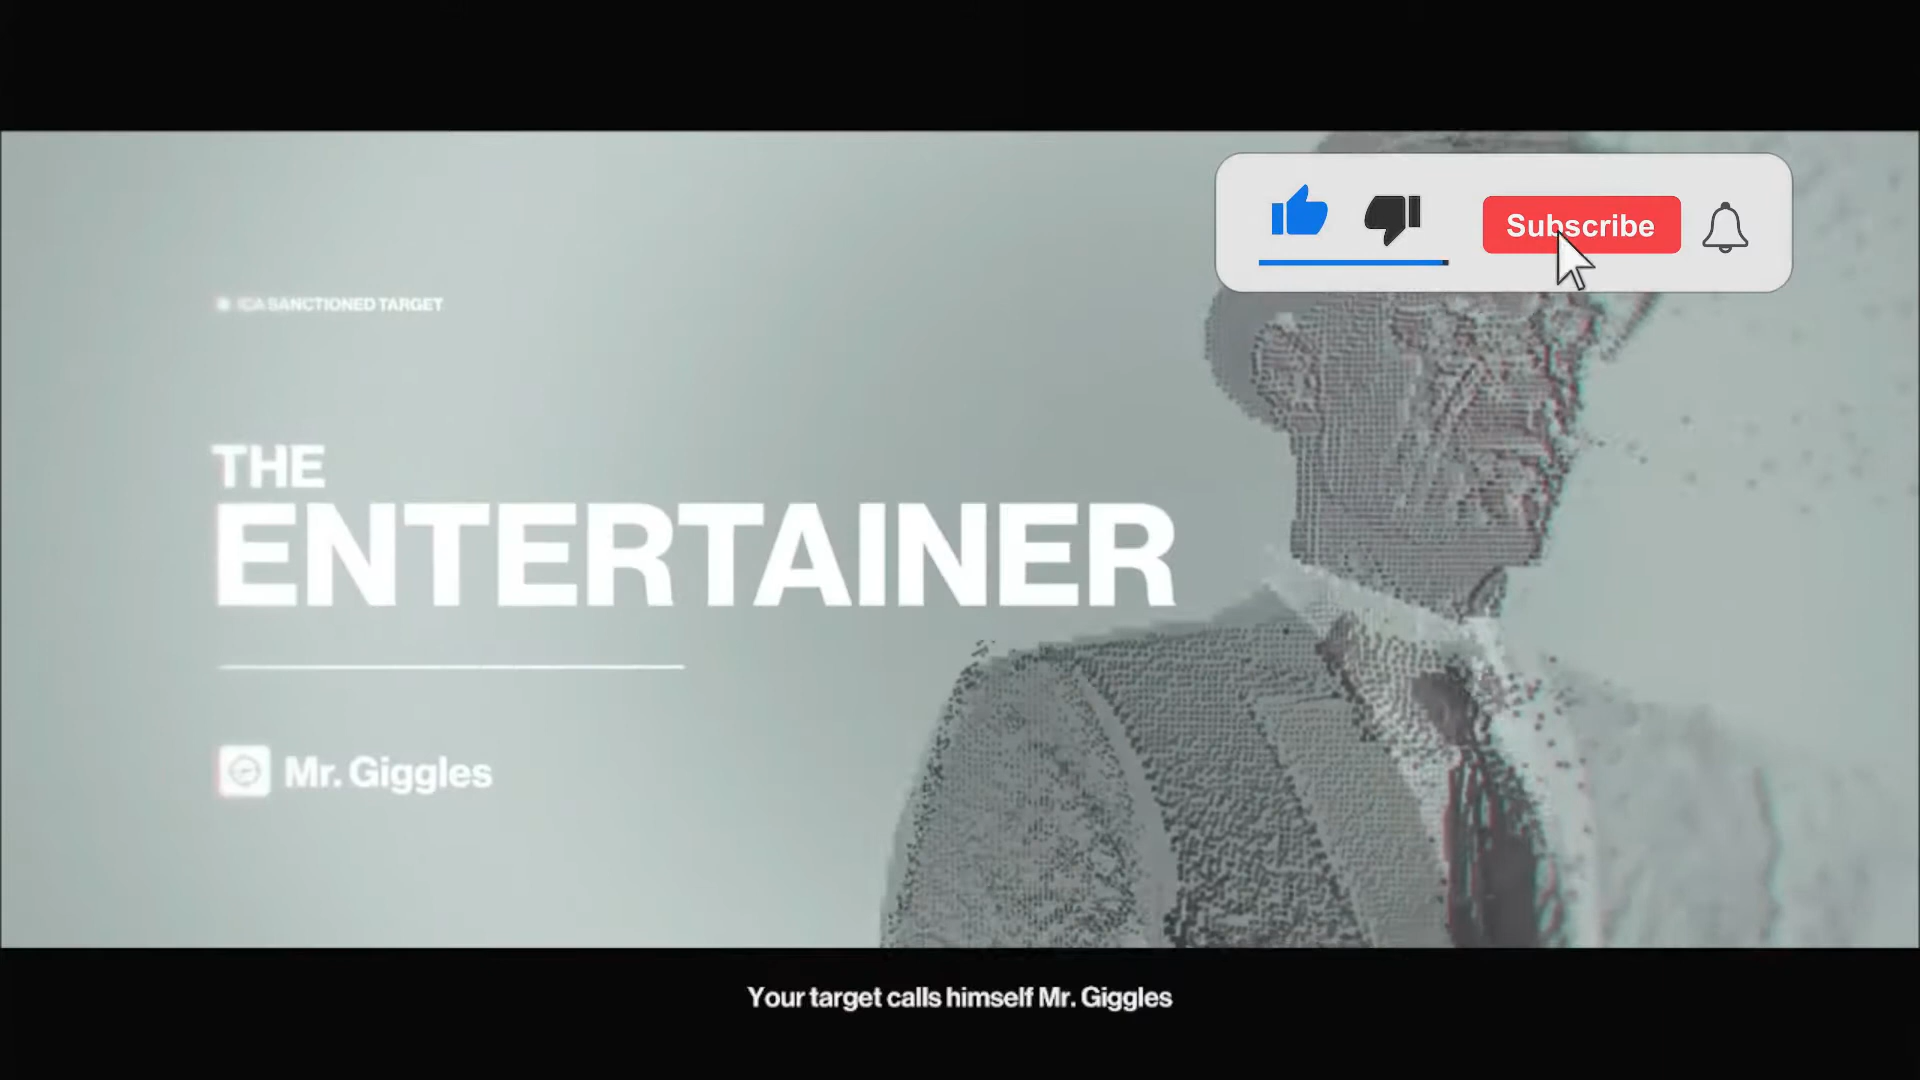 Subscribe
ICA SANCTIONED TARGET
THE
ENTERTAINER
Mr. Giggles
Your target calls himself Mr. Giggles